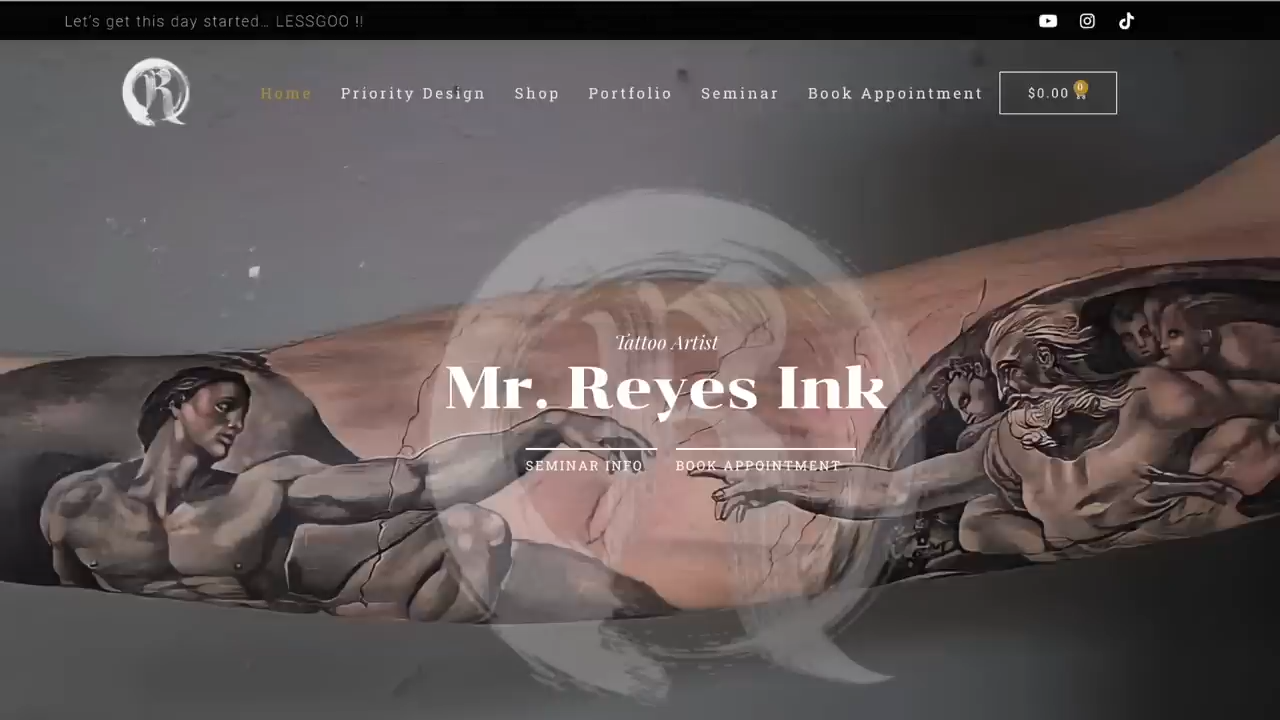 Let's get this day started… LESSGOO !!
R
Home
Priority Design
Shop
Portfolio
Seminar
Book Appointment
$0.00
0
Tattoo Artist
Mr. Reyes Ink
SEMINAR INFO
BOOK APPOINTMENT